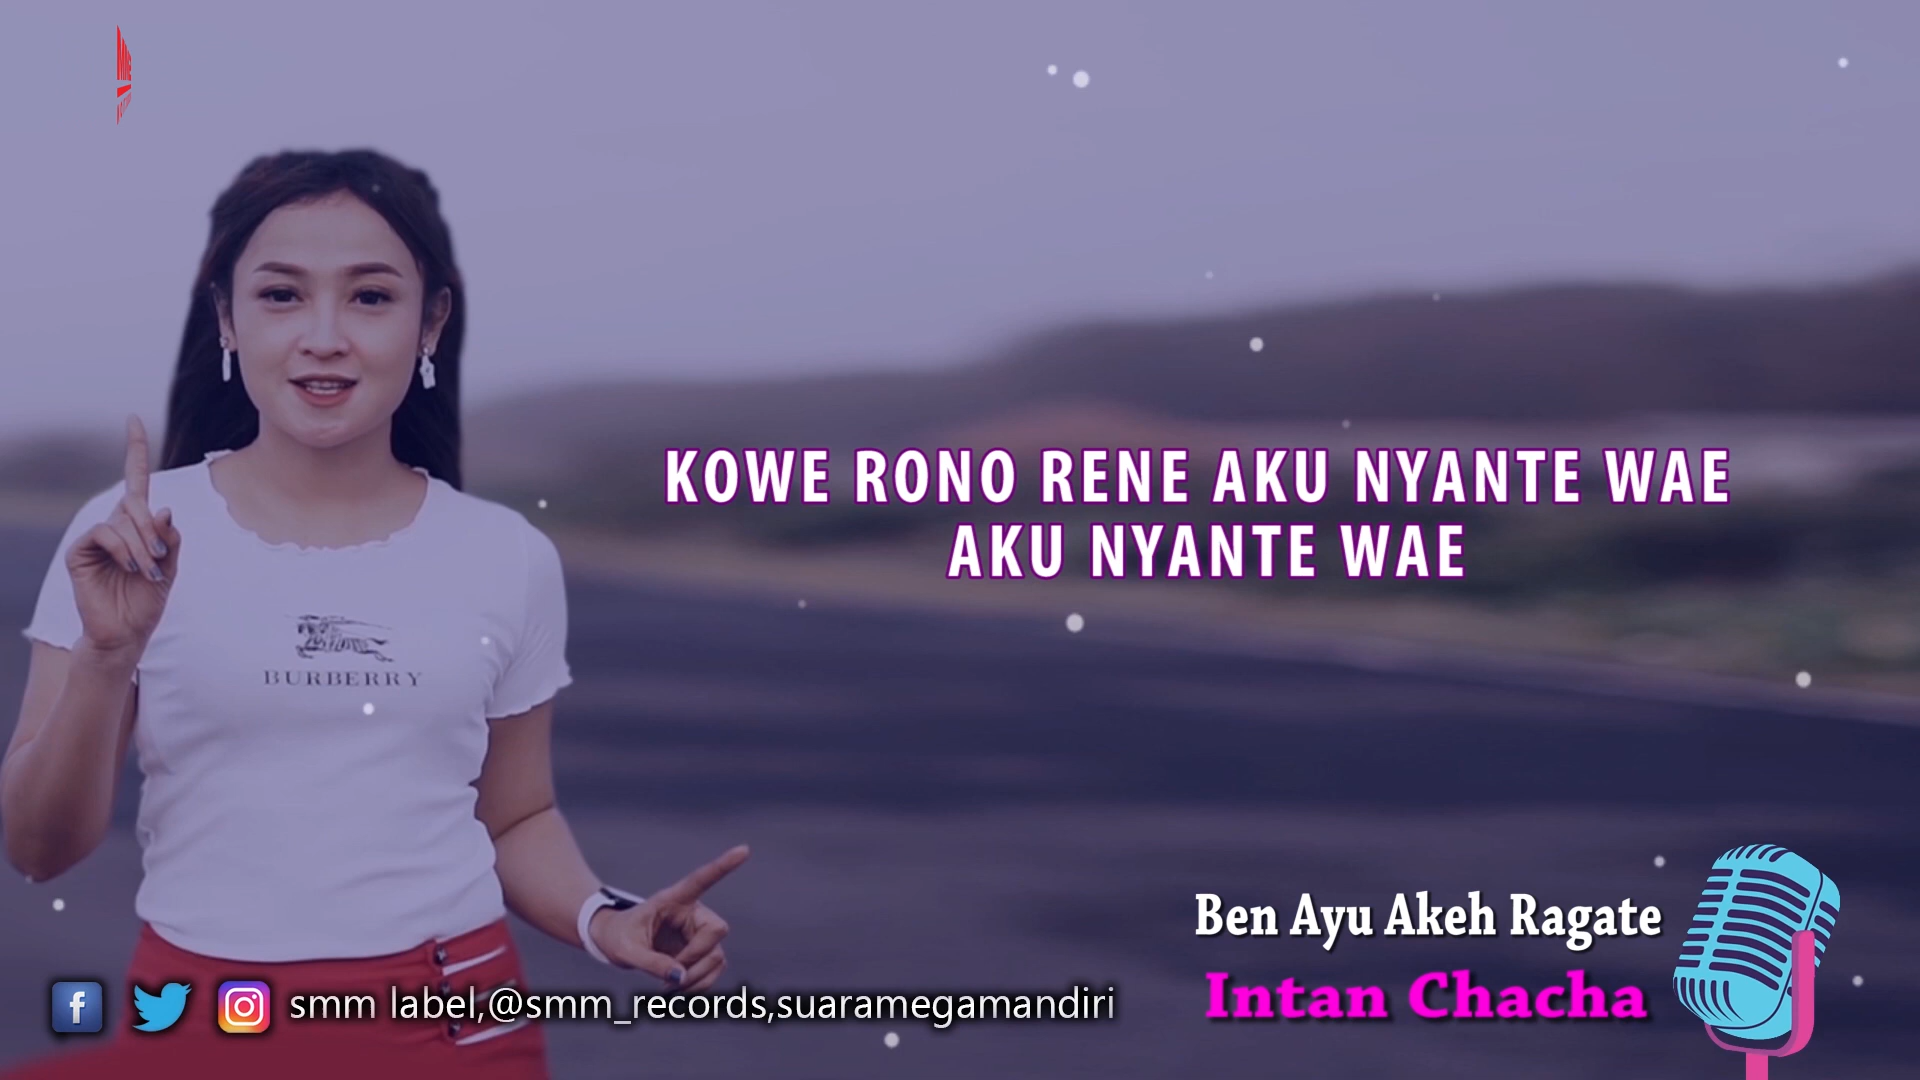 KOWE RONO RENE AKU NYANTE WAE
AKU NYANTE WAE
BURBERRY
Ben Ayu Akeh Ragate
Intan Chacha
smm label,@smm_records,suaramegamandiri